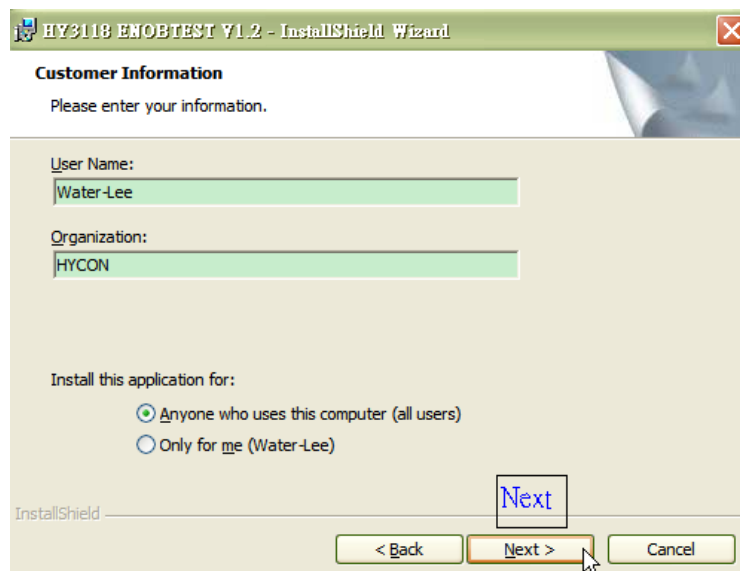 HY3118 ENOBTEST V1.2 - InstallShield Wizard
Customer Information
Please enter your information.
User Name:
Water-Lee
Organization:
HYCON
Install this application for:
Anyone who uses this computer (all users)
Only for me (Water-Lee)
Next
InstallShield
< Back
Next >
Cancel